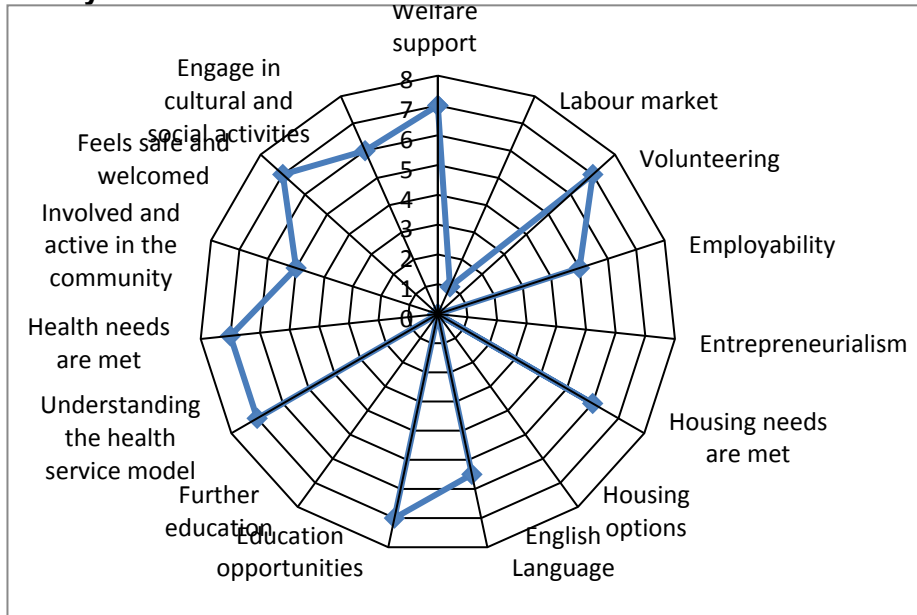 Welfare
support
Labour market
Volunteering
Employability
Entrepreneurialism
Housing needs
are met
Housing
options
English
Language
Education
opportunities
Further
education
Understanding
the health
service model
Health needs
are met
Involved and
active in the
community
Feels safe and
welcomed
Engage in
cultural and
social activities
8
7
6
5
4
3
2
1
0